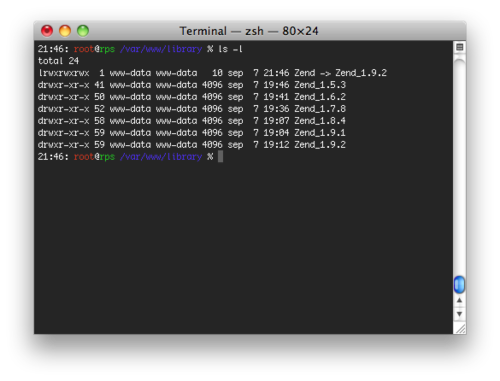 Terminal — zsh — 80×24
21:46: root@rps /var/www/library % ls -l
total 24
lrwxrwxrwx 1 www-data www-data 10 sep 7 21:46 Zend -> Zend_1.9.2
drwxr-xr-x 41 www-data www-data 4096 sep 7 19:46 Zend_1.5.3
drwxr-xr-x 50 www-data www-data 4096 sep 7 19:41 Zend_1.6.2
drwxr-xr-x 52 www-data www-data 4096 sep 7 19:36 Zend_1.7.8
drwxr-xr-x 58 www-data www-data 4096 sep 7 19:07 Zend_1.8.4
drwxr-xr-x 59 www-data www-data 4096 sep 7 19:04 Zend_1.9.1
drwxr-xr-x 59 www-data www-data 4096 sep 7 19:12 Zend_1.9.2
21:46: root@rps /var/www/library %